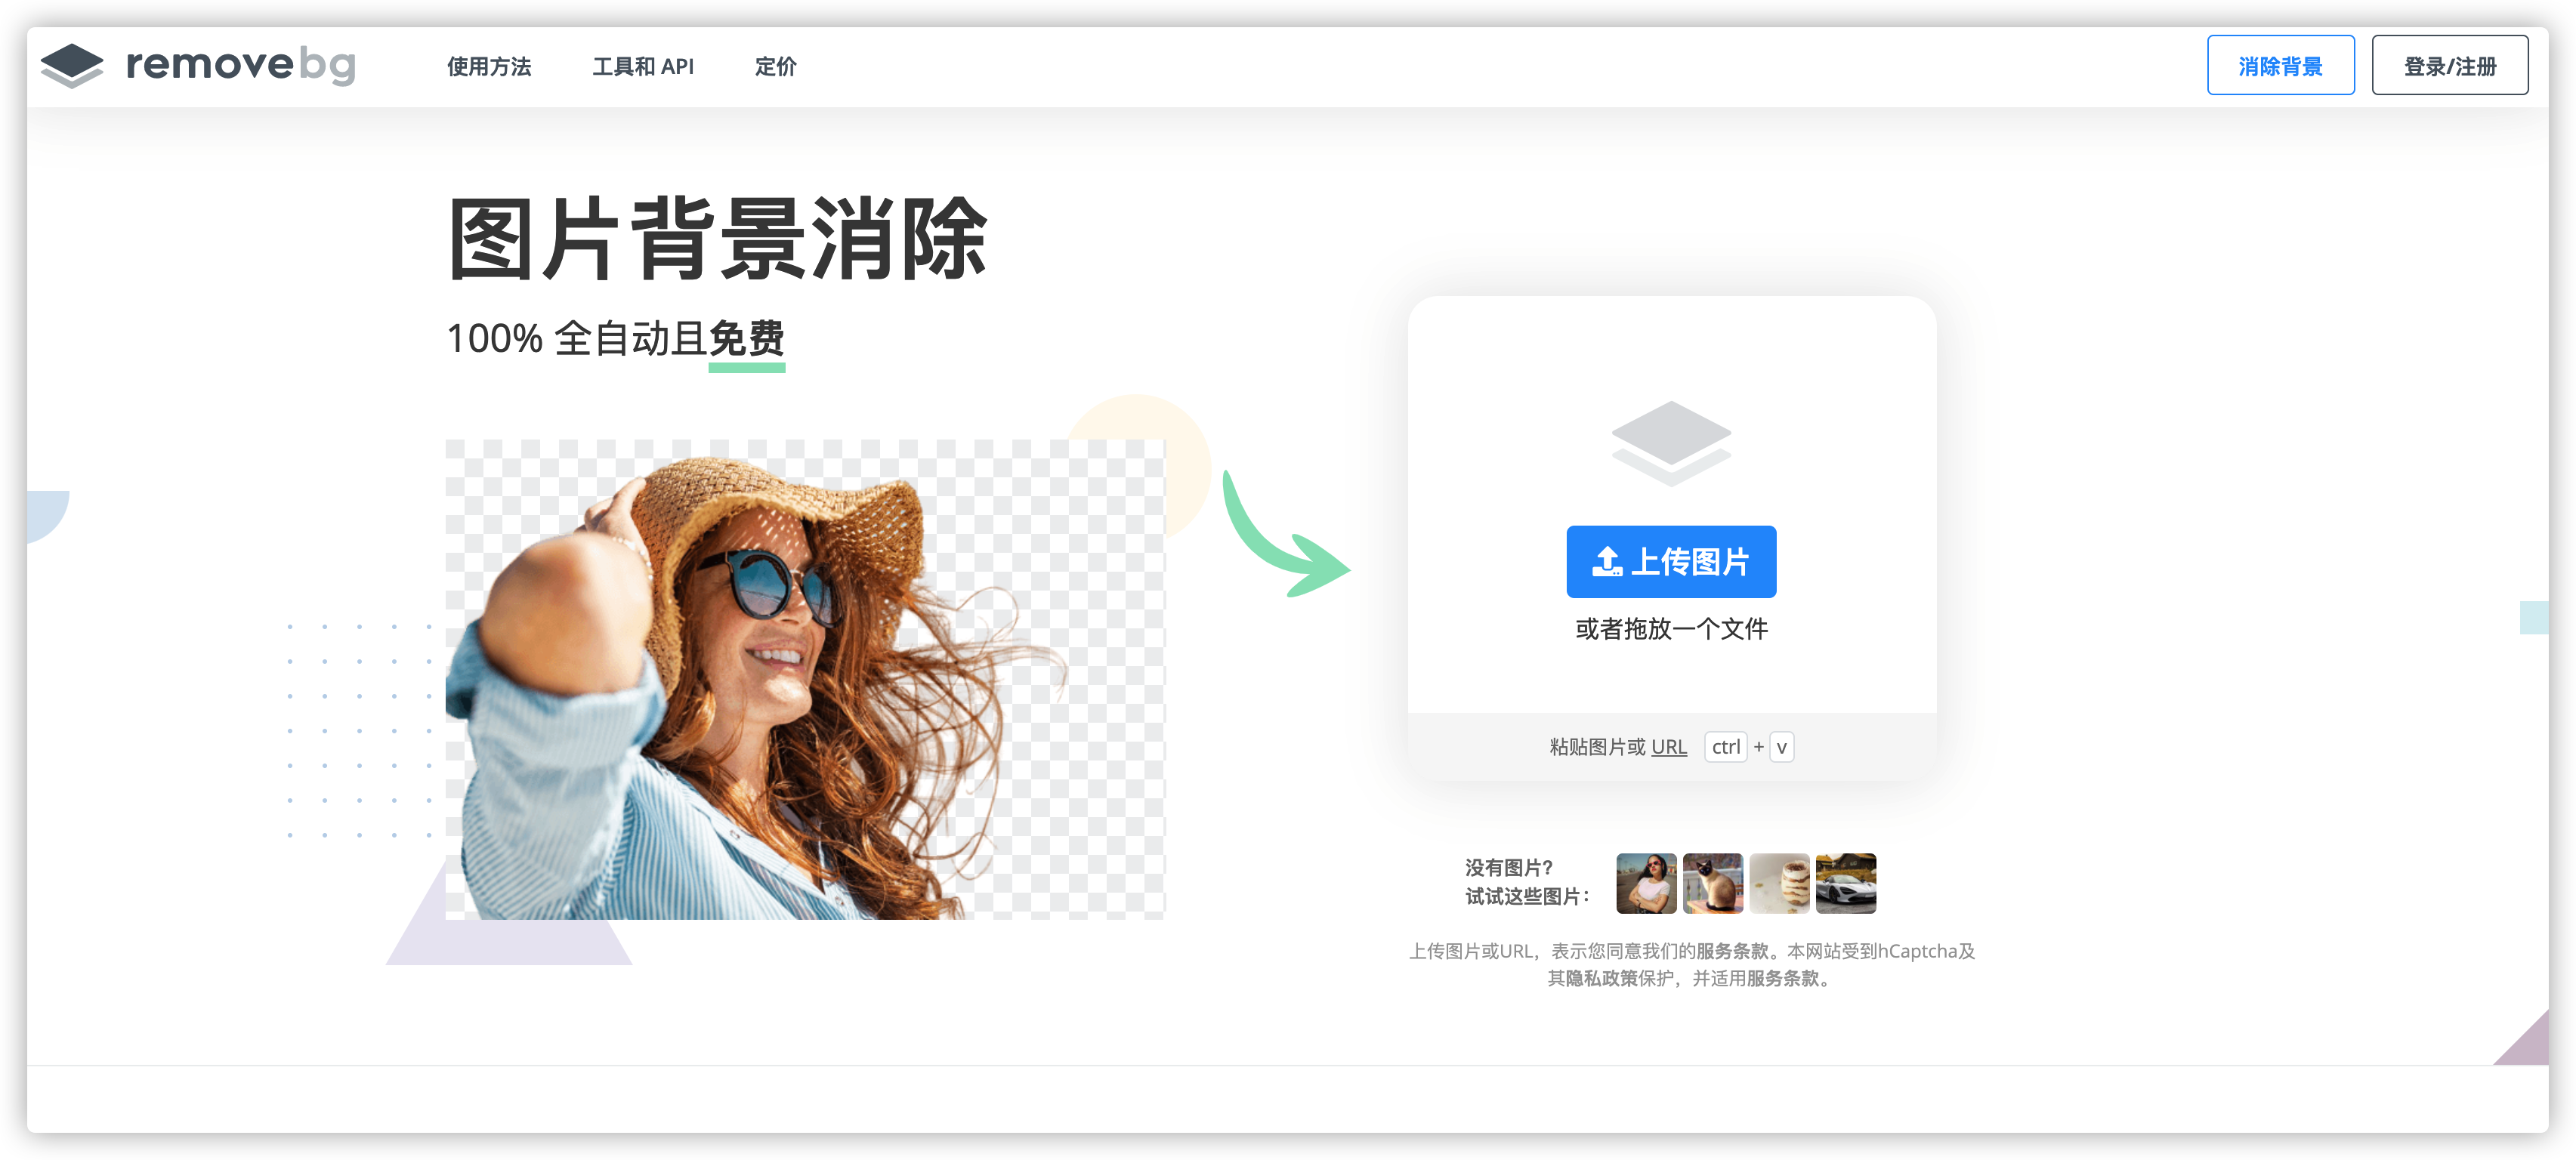 removebg
使用方法
工具和 API
定价
消除背景
登录/注册
图片背景消除
100% 全自动且免费
上传图片
或者拖放一个文件
粘贴图片或 URL ctrl + v
没有图片?
试试这些图片：
上传图片或URL，表示您同意我们的服务条款。本网站受到hCaptcha及
其隐私政策保护，并适用服务条款。